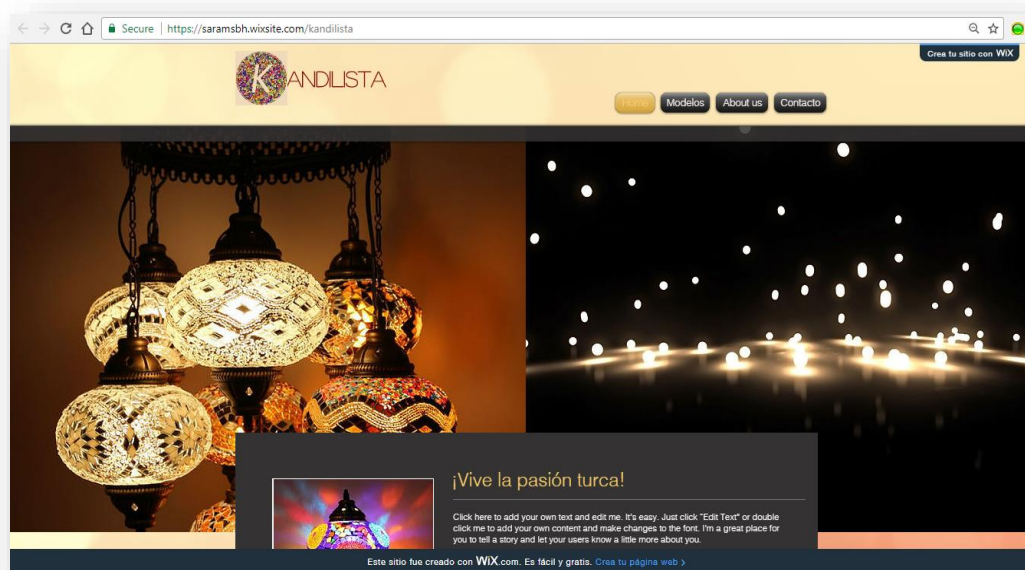 Secure | https://saramsbh.wixsite.com/kandilista
Crea tu sitio con WiX
KANDILISTA
Home Modelos About us Contacto
¡Vive la pasión turca!
Click here to add your own text and edit me. It's easy. Just click "Edit Text" or double
click me to add your own content and make changes to the font. I'm a great place for
you to tell a story and let your users know a little more about you.
Este sitio fue creado con WiX.com. Es fácil y gratis. Crea tu página web >